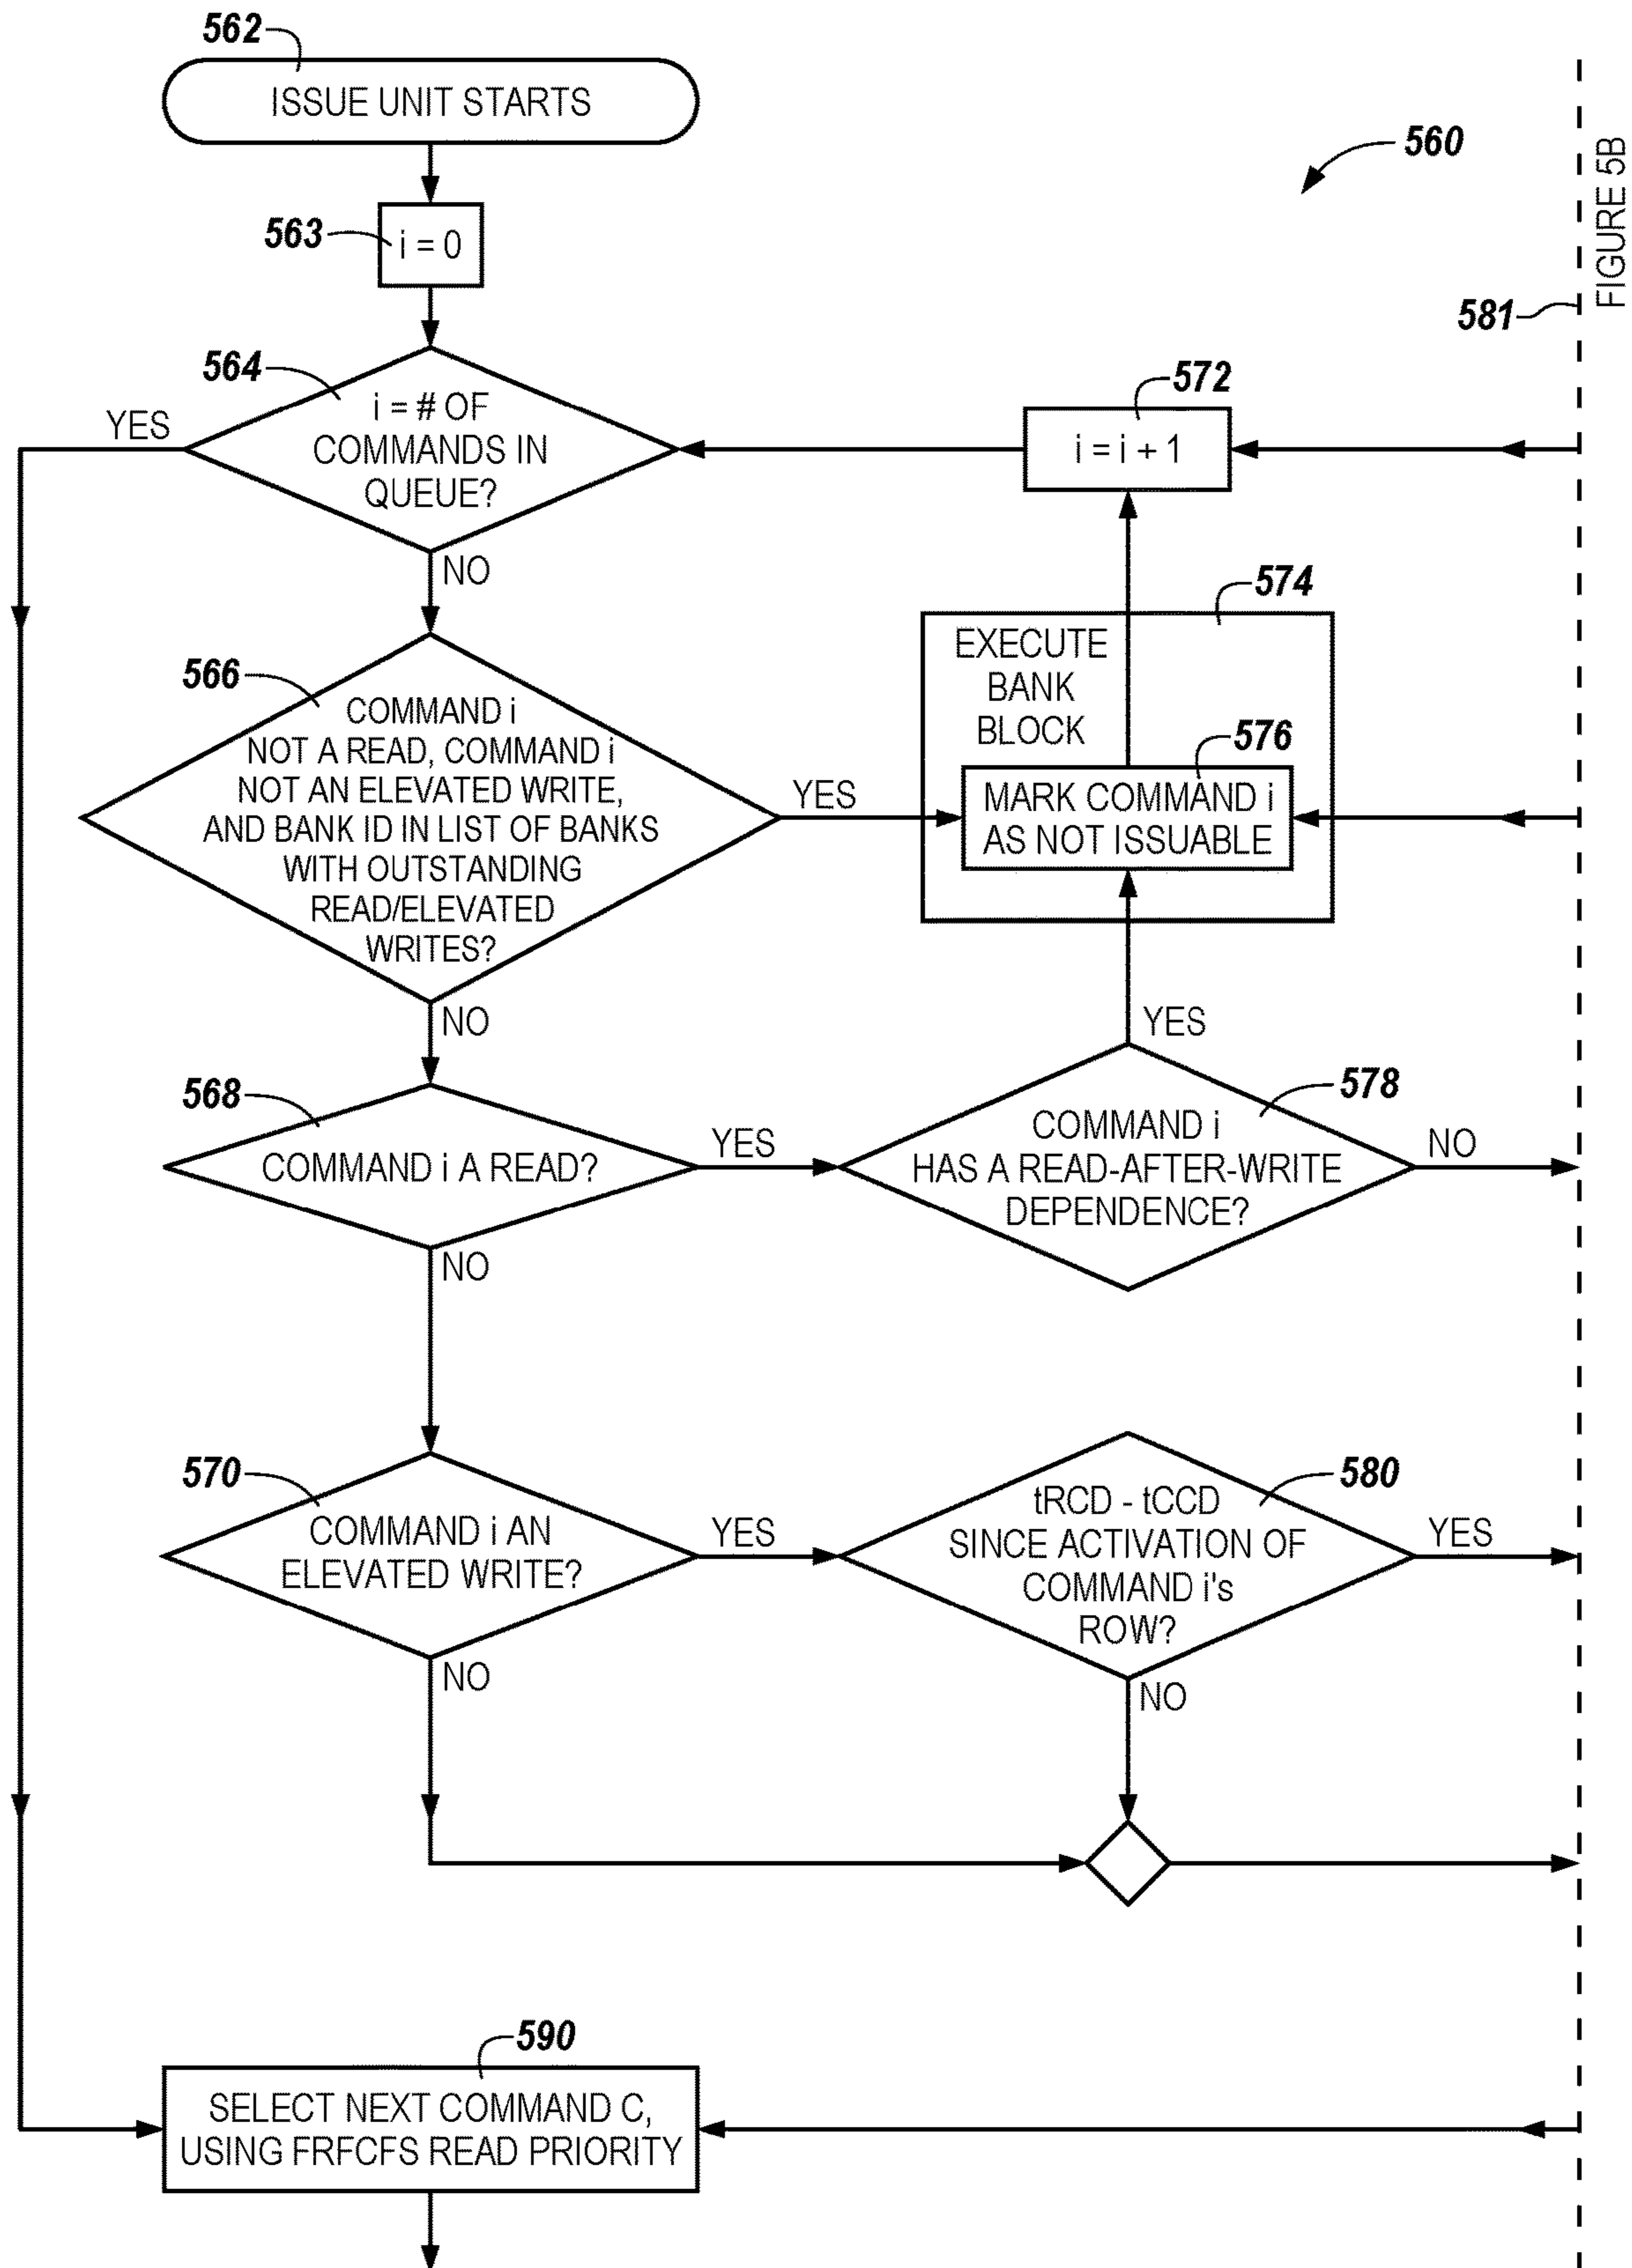 562
ISSUE UNIT STARTS
560
FIGURE 5B
563
i = 0
581
564
i = # OF
COMMANDS IN
QUEUE?
YES
NO
572
i = i + 1
574
EXECUTE
BANK
BLOCK
576
MARK COMMAND i
AS NOT ISSUABLE
566
COMMAND i
NOT A READ, COMMAND i
NOT AN ELEVATED WRITE,
AND BANK ID IN LIST OF BANKS
WITH OUTSTANDING
READ/ELEVATED
WRITES?
YES
NO
568
COMMAND i A READ?
YES
NO
578
COMMAND i
HAS A READ-AFTER-WRITE
DEPENDENCE?
YES
NO
570
COMMAND i AN
ELEVATED WRITE?
YES
NO
580
tRCD - tCCD
SINCE ACTIVATION OF
COMMAND i's
ROW?
YES
NO
590
SELECT NEXT COMMAND C,
USING FRFCFS READ PRIORITY